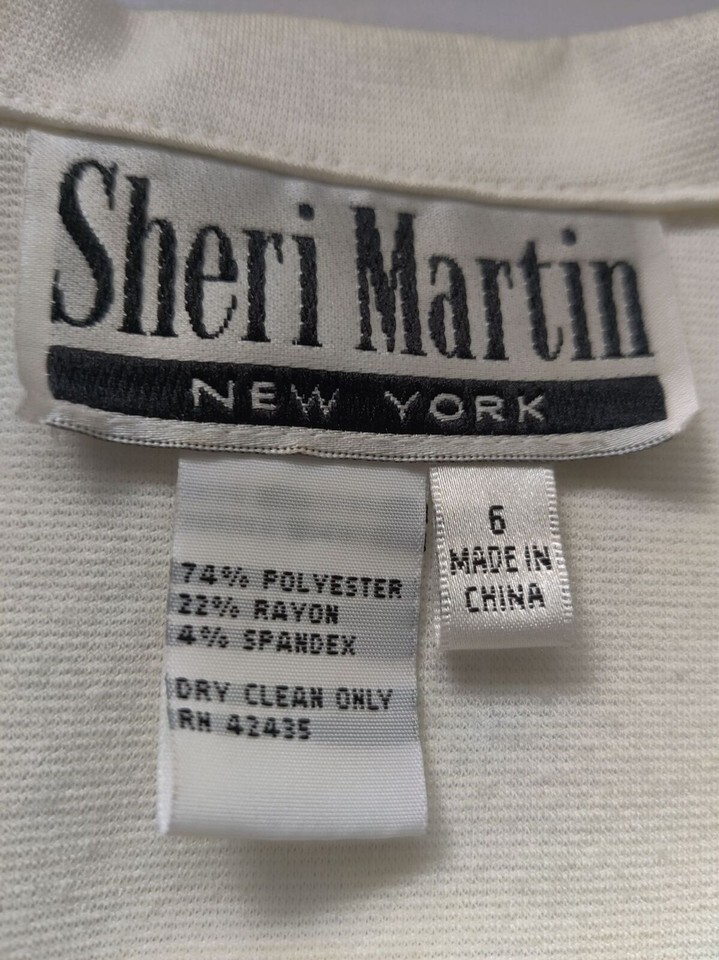 Sheri Martin
NEW YORK
74% POLYESTER
22% RAYON
4% SPANDEX
DRY CLEAN ONLY
RN 42435
6
MADE IN
CHINA